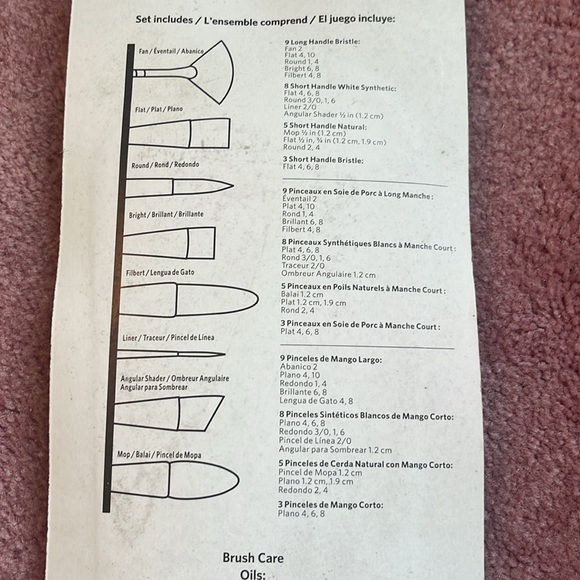 Set includes / L'ensemble comprend / El juego incluye:
Fan / Éventail / Abanico
Flat / Plat / Plano
Round / Rond / Redondo
Bright / Brillant / Brillante
Filbert / Lengua de Gato
Liner / Traceur / Pincel de Linea
Angular Shader / Ombreur Angulaire
Angular para Sombrear
Mop / Balai / Pincel de Mopa
9 Long Handle Bristle:
Fan 2
Flat 4, 10
Round 1, 4
Bright 6, 8
Filbert 4, 8
8 Short Handle White Synthetic:
Flat 4, 6, 8
Round 3/0, 1, 6
Liner 2/0
Angular Shader ½ in (1.2 cm)
5 Short Handle Natural:
Mop ½ in (1.2 cm)
Flat ½ in, ¾ in (1.2 cm, 1.9 cm)
Round 2, 4
3 Short Handle Bristle:
Flat 4, 6, 8
9 Pinceaux en Soie de Porc à Long Manche :
Éventail 2
Plat 4, 10
Rond 1, 4
Brillant 6, 8
Filbert 4, 8
8 Pinceaux Synthétiques Blancs à Manche Court :
Plat 4, 6, 8
Rond 3/0, 1, 6
Traceur 2/0
Ombreur Angulaire 1.2 cm
5 Pinceaux en Poils Naturels à Manche Court :
Balai 1.2 cm
Plat 1.2 cm, 1.9 cm
Rond 2, 4
3 Pinceaux en Soie de Porc à Manche Court :
Plat 4, 6, 8
9 Pinceles de Mango Largo:
Abanico 2
Plano 4, 10
Redondo 1, 4
Brillante 6, 8
Lengua de Gato 4, 8
8 Pinceles Sintéticos Blancos de Mango Corto:
Plano 4, 6, 8
Redondo 3/0, 1, 6
Pincel de Línea 2/0
Angular para Sombrear 1.2 cm
5 Pinceles de Cerda Natural con Mango Corto:
Pincel de Mopa 1.2 cm
Plano 1.2 cm, 1.9 cm
Redondo 2, 4
3 Pinceles de Mango Corto:
Plano 4, 6, 8
Brush Care
Oils: